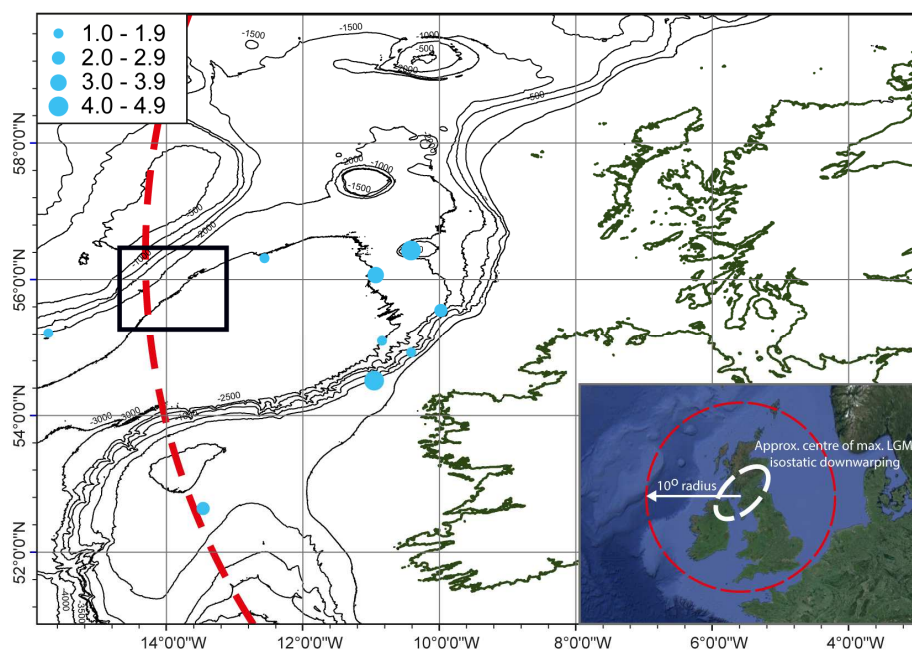 1.0 - 1.9
2.0 - 2.9
3.0 - 3.9
4.0 - 4.9
-1500
-1500
-1000
-500
-2000
-500
58°0'0"N
-2000
-1000
-1500
-500
-2000
56°0'0"N
54°0'0"N
-2500
-3000
52°0'0"N
-4000
-3500
Approx. centre of max. LGM
isostatic downwarping
10° radius
14°0'0"W
12°0'0"W
10°0'0"W
8°0'0"W
6°0'0"W
4°0'0"W